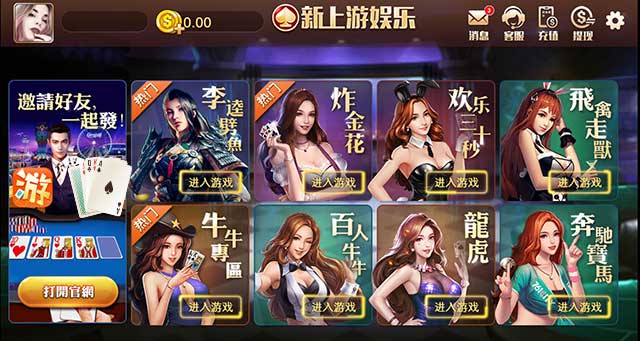 0.00
新上游娱乐
3
消息
客服
充值
提现
邀請好友,
一起發!
游
打開官網
热门
李逵劈魚
进入游戏
热门
炸金花
进入游戏
欢乐三十秒
进入游戏
飛禽走獸
进入游戏
热门
牛牛專區
进入游戏
百人牛牛
进入游戏
龍虎
进入游戏
奔馳寶馬
进入游戏